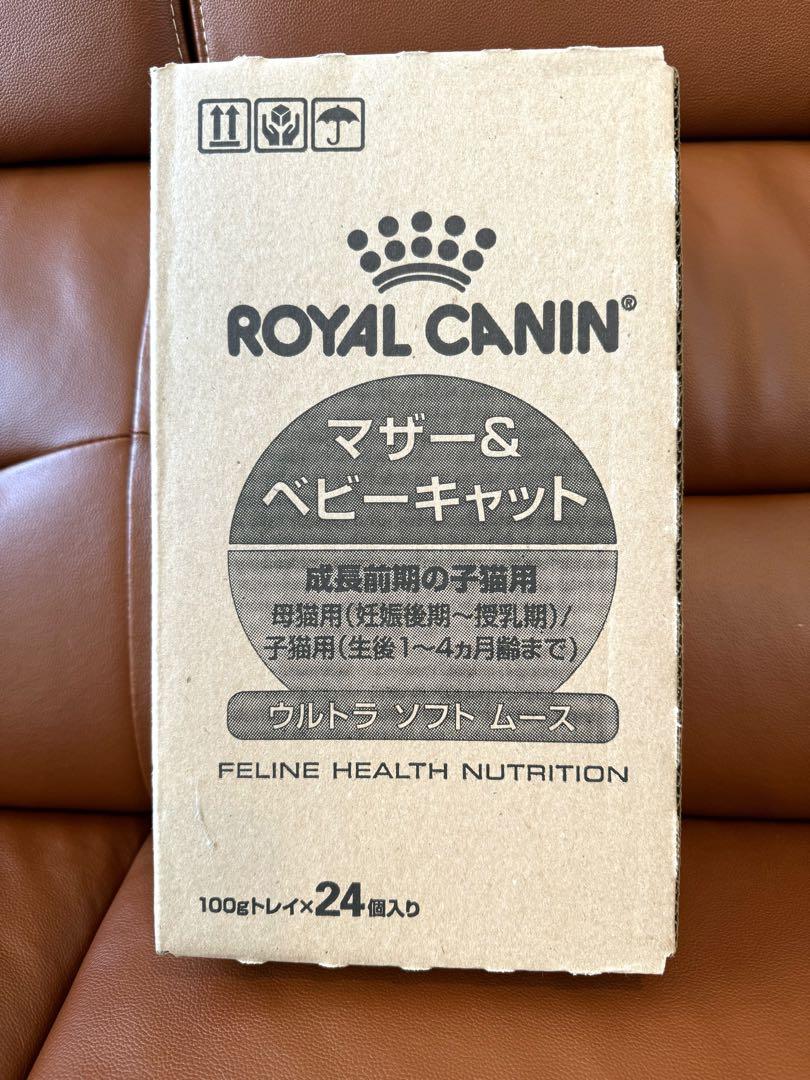 ROYAL CANIN®
マザー&
ベビーキャット
成長前期の子猫用
母猫用(妊娠後期〜授乳期)/
子猫用(生後1〜4ヵ月齢まで)
ウルトラ ソフト ムース
FELINE HEALTH NUTRITION
100gトレイ×24個入り